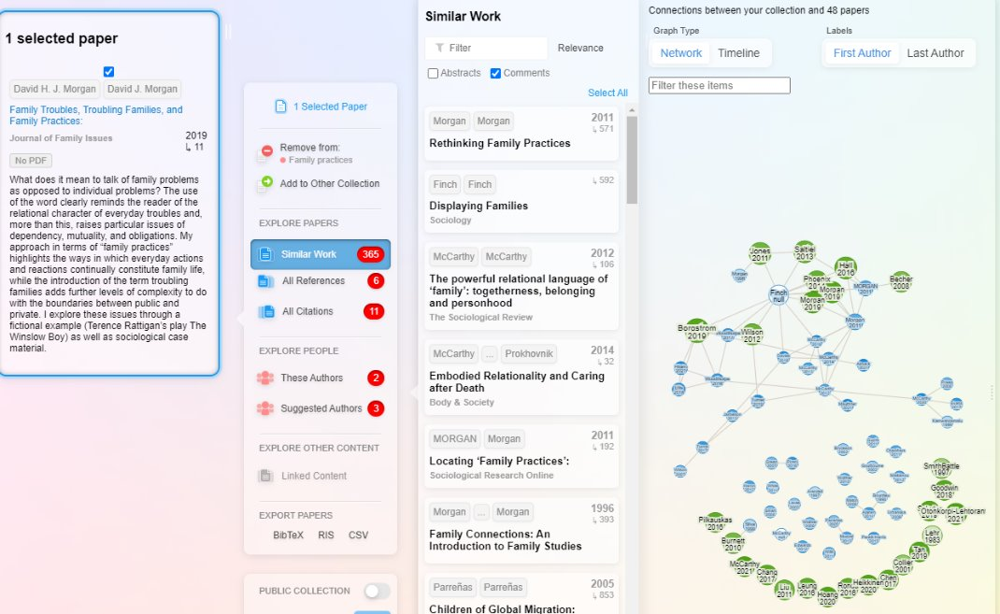 1 selected paper
David H. J. Morgan
David J. Morgan
Family Troubles, Troubling Families, and
Family Practices:
Journal of Family Issues
2019
↳ 11
No PDF
What does it mean to talk of family problems
as opposed to individual problems? The use
of the word clearly reminds the reader of the
relational character of everyday troubles and,
more than this, raises particular issues of
dependency, mutuality, and obligations. My
approach in terms of “family practices”
highlights the ways in which everyday actions
and reactions continually constitute family life,
while the introduction of the term troubling
families adds further levels of complexity to do
with the boundaries between public and
private. I explore these issues through a
fictional example (Terence Rattigan's play The
Winslow Boy) as well as sociological case
material.
1 Selected Paper
Remove from:
Family practices
Add to Other Collection
EXPLORE PAPERS
Similar Work 365
All References 6
All Citations 11
EXPLORE PEOPLE
These Authors 2
Suggested Authors 3
EXPLORE OTHER CONTENT
Linked Content
EXPORT PAPERS
BibTeX RIS CSV
PUBLIC COLLECTION
Similar Work
Filter
Relevance
Abstracts Comments
Select All
Morgan Morgan 2011
↳ 571
Rethinking Family Practices
Finch Finch ↳ 592
Displaying Families
Sociology
McCarthy McCarthy 2012
↳ 106
The powerful relational language of
‘family’: togetherness, belonging
and personhood
The Sociological Review
McCarthy ... Prokhovnik 2014
↳ 32
Embodied Relationality and Caring
after Death
Body & Society
MORGAN Morgan 2011
↳ 192
Locating ‘Family Practices’:
Sociological Research Online
Morgan ... Morgan 1996
↳ 393
Family Connections: An
Introduction to Family Studies
Parreñas Parreñas 2005
↳ 853
Children of Global Migration:
Connections between your collection and 48 papers
Graph Type
Labels
Network Timeline
First Author Last Author
Filter these items
Jones
2011
Saltiel
2013
Hall
2016
Phoenix
Morgan
2019
Morgan
2019
MORGAN
2011
Becher
2008
Finch
null
Morgan
2011
Borgstrom
2019
Wilson
2012
SmithBattle
1997
Goodwin
2018
Otonkorpi-Lehtoranta
2021
Lehr
1983
Tan
2019
Collier
2001
Chen
2017
Heikkinen
2020
2018
Hoang
2020
Leung
2016
Liu
2011
Chang
2017
McCarthy
2021
Burnett
2010
Pilkauskas
2016